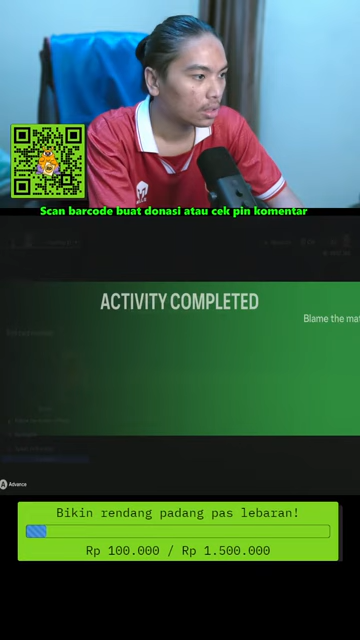 Scan barcode buat donasi atau cek pin komentar
ACTIVITY COMPLETED
Blame the mat
A Advance
Bikin rendang padang pas lebaran!
Rp 100.000 / Rp 1.500.000